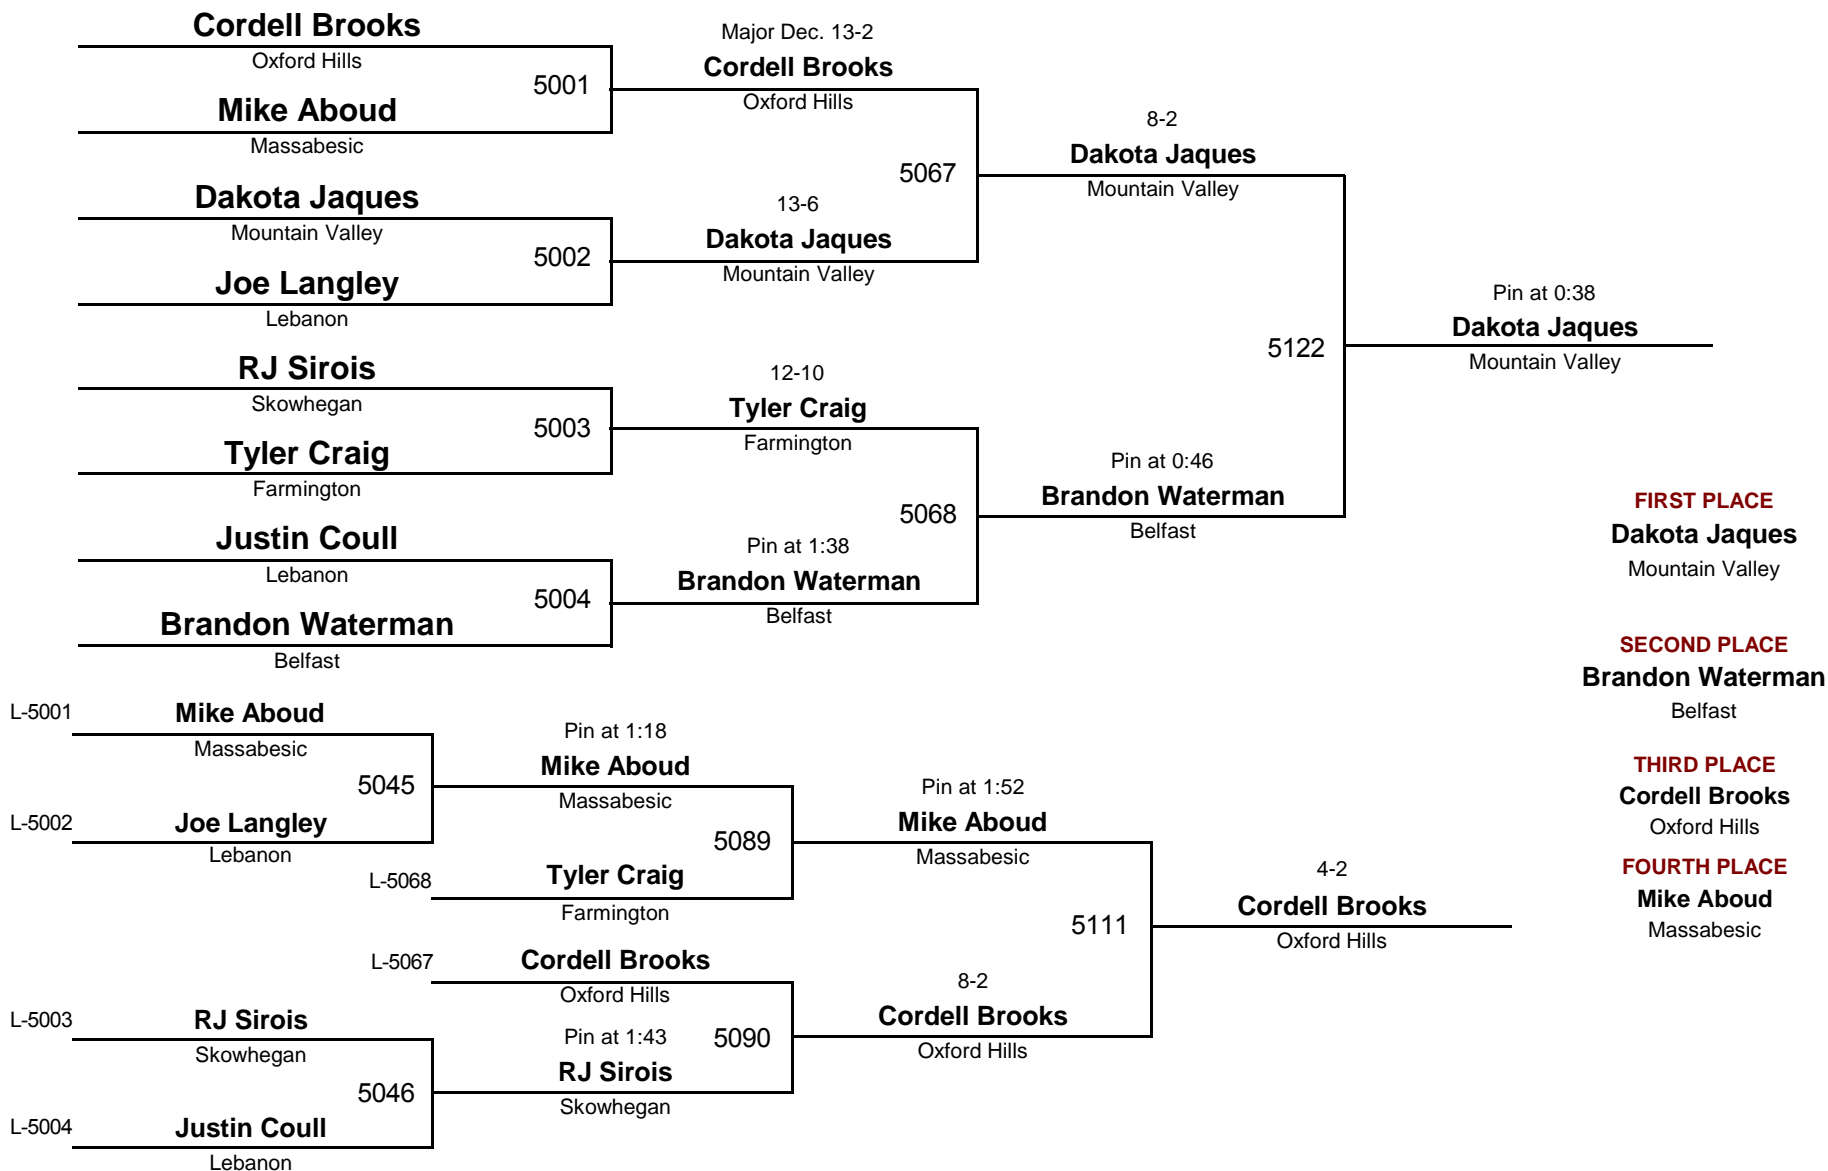 Cordell Brooks
Oxford Hills
5001
Mike Aboud
Massabesic
Dakota Jaques
Mountain Valley
5002
Joe Langley
Lebanon
RJ Sirois
Skowhegan
5003
Tyler Craig
Farmington
Justin Coull
Lebanon
5004
Brandon Waterman
Belfast
Major Dec. 13-2
Cordell Brooks
Oxford Hills
5067
13-6
Dakota Jaques
Mountain Valley
12-10
Tyler Craig
Farmington
5068
Pin at 1:38
Brandon Waterman
Belfast
8-2
Dakota Jaques
Mountain Valley
5122
Pin at 0:46
Brandon Waterman
Belfast
Pin at 0:38
Dakota Jaques
Mountain Valley
FIRST PLACE
Dakota Jaques
Mountain Valley
SECOND PLACE
Brandon Waterman
Belfast
THIRD PLACE
Cordell Brooks
Oxford Hills
FOURTH PLACE
Mike Aboud
Massabesic
L-5001
Mike Aboud
Massabesic
5045
L-5002
Joe Langley
Lebanon
Pin at 1:18
Mike Aboud
Massabesic
5089
L-5068
Tyler Craig
Farmington
L-5067
Cordell Brooks
Oxford Hills
5090
Pin at 1:43
RJ Sirois
Skowhegan
L-5003
RJ Sirois
Skowhegan
5046
L-5004
Justin Coull
Lebanon
Pin at 1:52
Mike Aboud
Massabesic
5111
8-2
Cordell Brooks
Oxford Hills
4-2
Cordell Brooks
Oxford Hills